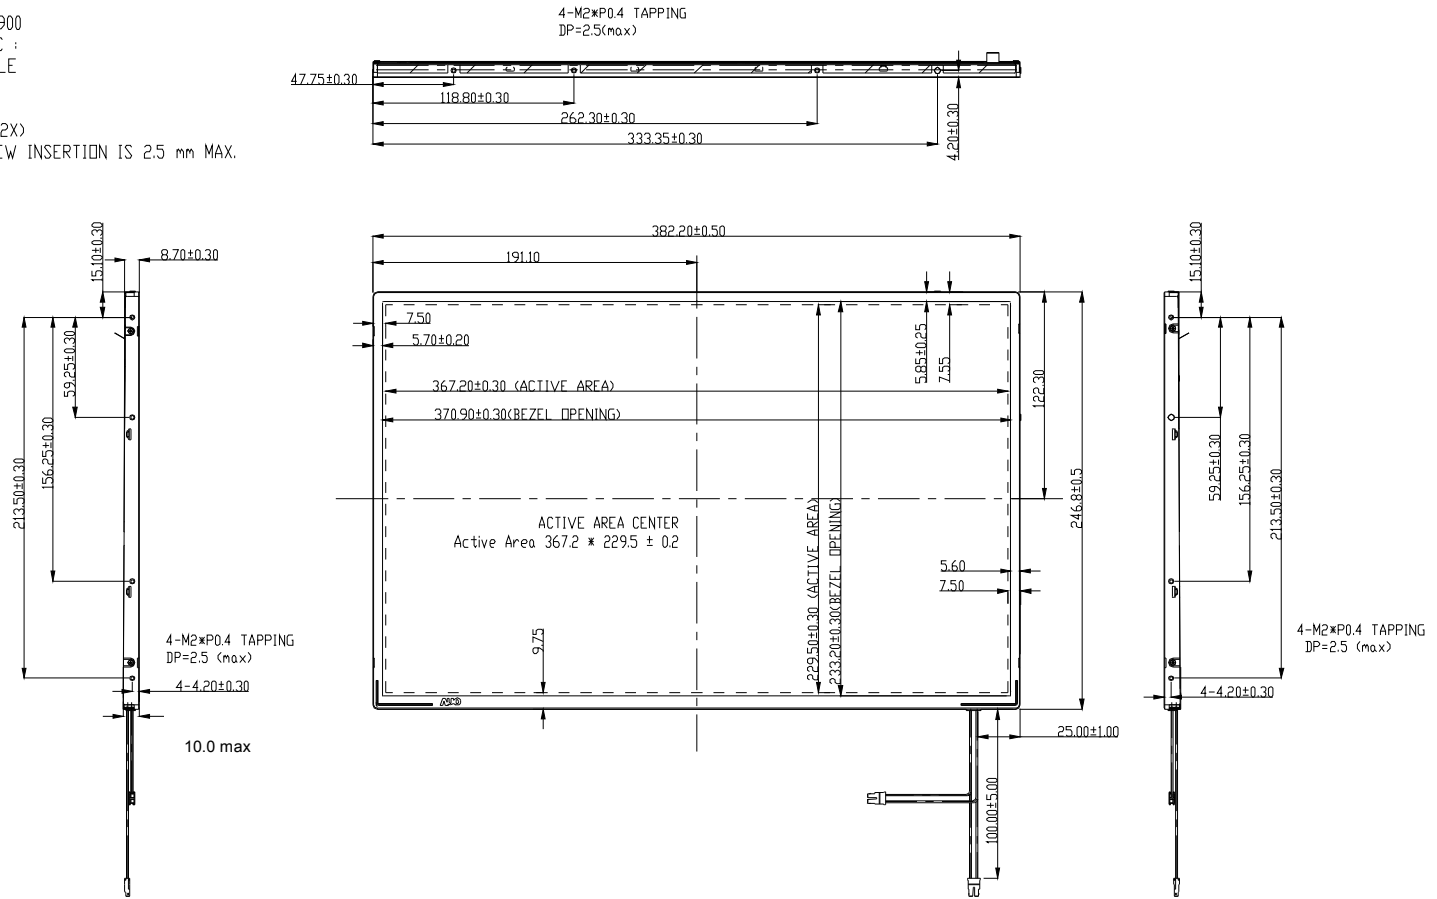 900
C :
LE
2X)
EW INSERTION IS 2.5 mm MAX.
4-M2*P0.4 TAPPING
DP=2.5(max)
47.75±0.30
118.80±0.30
262.30±0.30
333.35±0.30
4.20±0.30
15.10±0.30
8.70±0.30
59.25±0.30
156.25±0.30
213.50±0.30
4-M2*P0.4 TAPPING
DP=2.5 (max)
4-4.20±0.30
10.0 max
382.20±0.50
191.10
7.50
5.70±0.20
5.85±0.25
7.55
122.30
367.20±0.30 (ACTIVE AREA)
370.90±0.30(BEZEL OPENING)
246.8±0.5
ACTIVE AREA CENTER
Active Area 367.2 * 229.5 ± 0.2
229.50±0.30 (ACTIVE AREA)
233.20±0.30(BEZEL OPENING)
5.60
7.50
9.75
25.00±1.00
100.00±5.00
15.10±0.30
59.25±0.30
156.25±0.30
213.50±0.30
4-M2*P0.4 TAPPING
DP=2.5 (max)
4-4.20±0.30